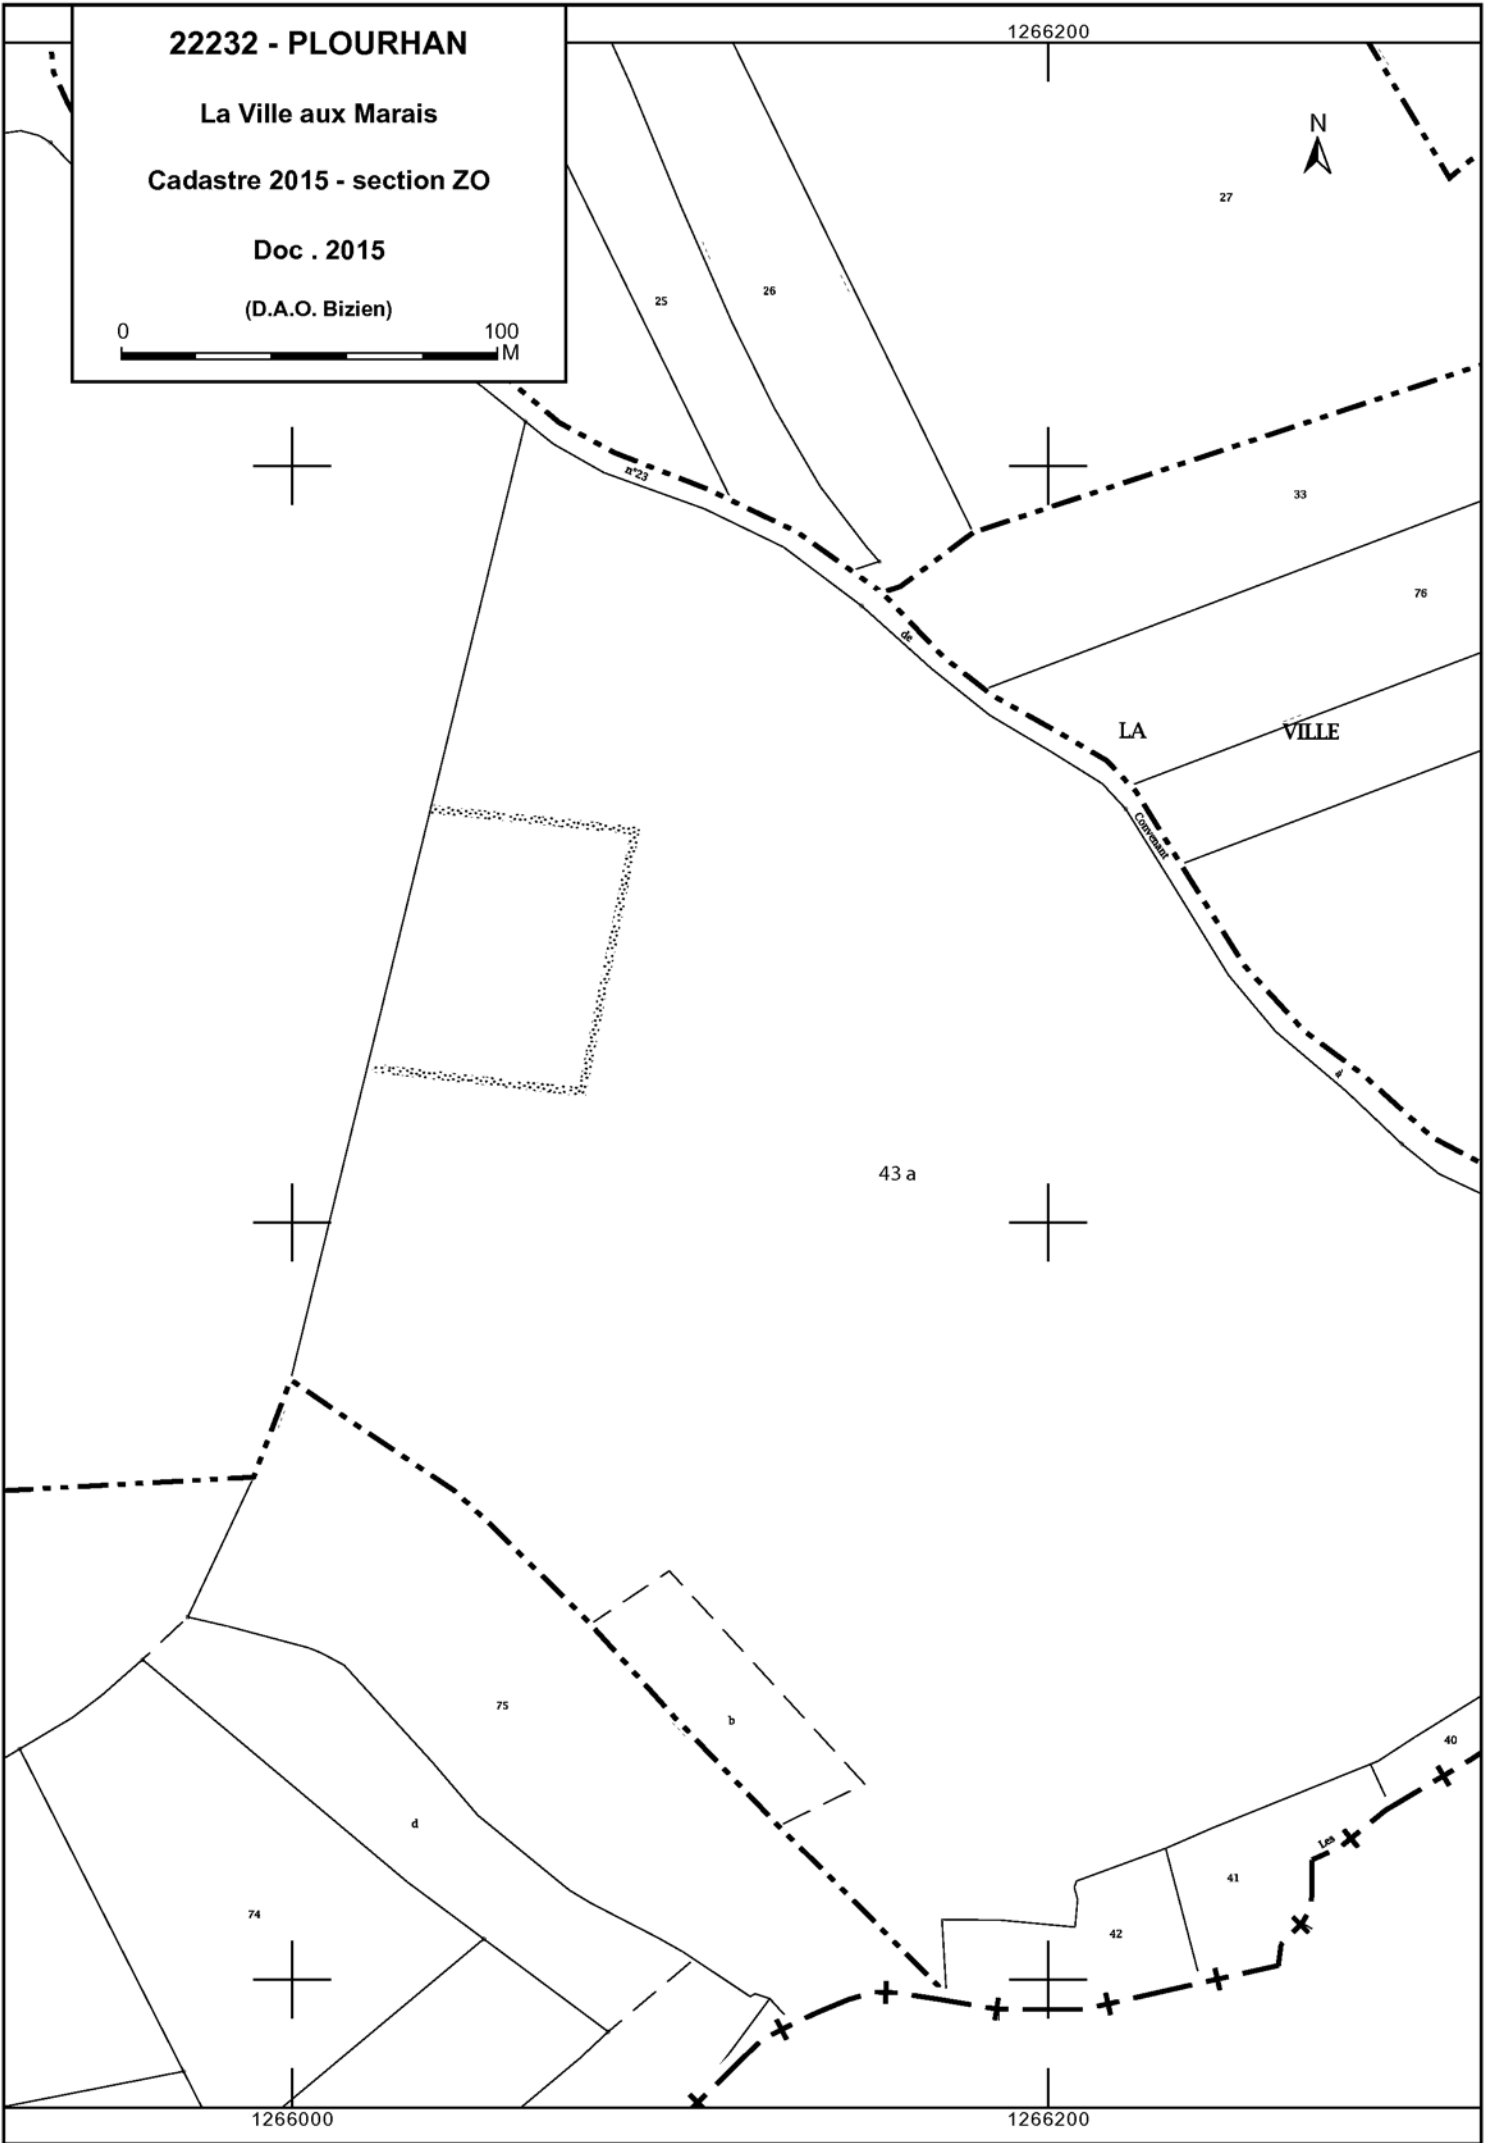 22232 - PLOURHAN
La Ville aux Marais
Cadastre 2015 - section ZO
Doc . 2015
(D.A.O. Bizien)
0 100
M
1266200
N
27
26
25
33
n°23
76
de
LA VILLE
Convenant
à
43 a
75
b
40
d
Les
41
74
42
1266000 1266200